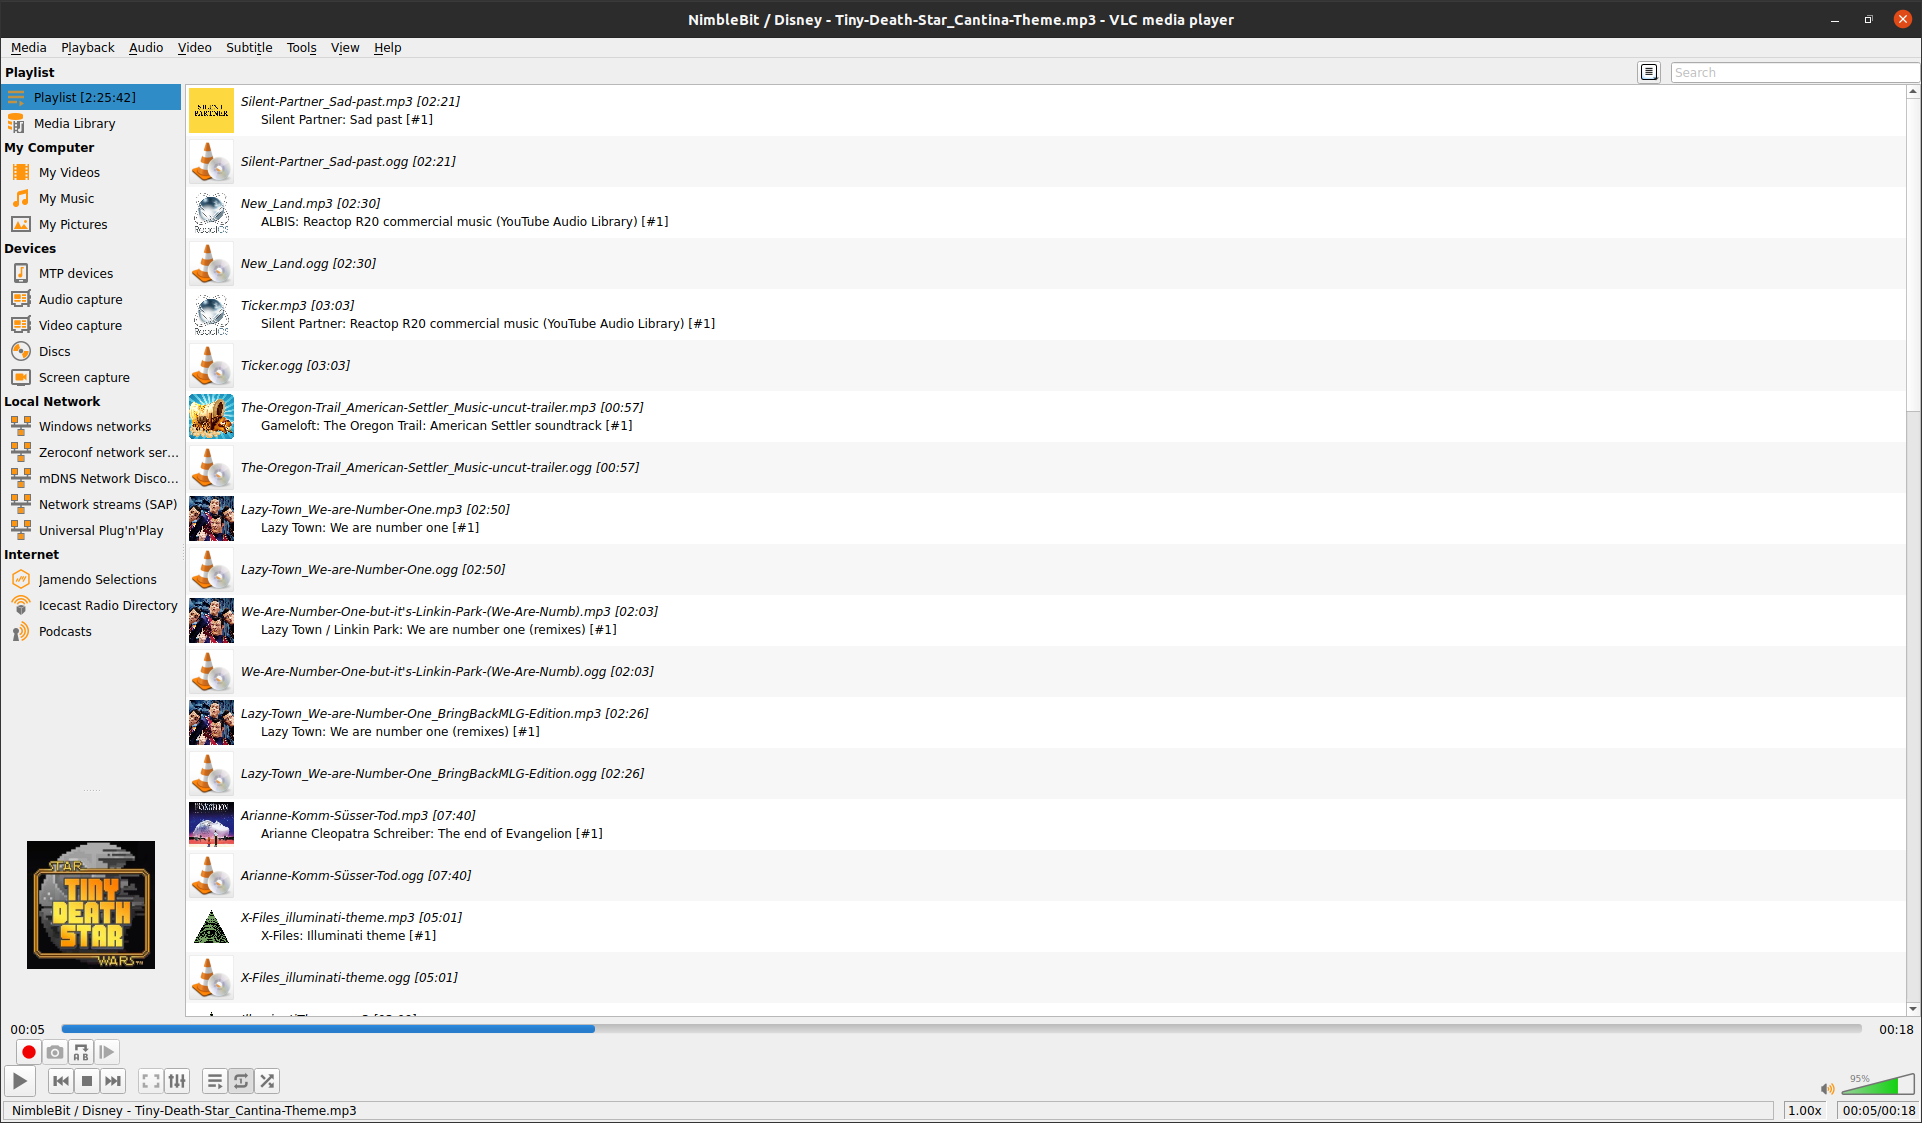 NimbleBit / Disney - Tiny-Death-Star_Cantina-Theme.mp3 - VLC media player
Media Playback Audio Video Subtitle Tools View Help
Playlist
Search
Playlist [2:25:42]
Media Library
My Computer
My Videos
My Music
My Pictures
Devices
MTP devices
Audio capture
Video capture
Discs
Screen capture
Local Network
Windows networks
Zeroconf network ser...
mDNS Network Disco...
Network streams (SAP)
Universal Plug'n'Play
Internet
Jamendo Selections
Icecast Radio Directory
Podcasts
STAR
TINY
DEATH
STAR
WARS
SILENT
PARTNER
Silent-Partner_Sad-past.mp3 [02:21]
Silent Partner: Sad past [#1]
Silent-Partner_Sad-past.ogg [02:21]
ReactOS
New_Land.mp3 [02:30]
ALBIS: Reactop R20 commercial music (YouTube Audio Library) [#1]
New_Land.ogg [02:30]
ReactOS
Ticker.mp3 [03:03]
Silent Partner: Reactop R20 commercial music (YouTube Audio Library) [#1]
Ticker.ogg [03:03]
The-Oregon-Trail_American-Settler_Music-uncut-trailer.mp3 [00:57]
Gameloft: The Oregon Trail: American Settler soundtrack [#1]
The-Oregon-Trail_American-Settler_Music-uncut-trailer.ogg [00:57]
Lazy-Town_We-are-Number-One.mp3 [02:50]
Lazy Town: We are number one [#1]
Lazy-Town_We-are-Number-One.ogg [02:50]
We-Are-Number-One-but-it's-Linkin-Park-(We-Are-Numb).mp3 [02:03]
Lazy Town / Linkin Park: We are number one (remixes) [#1]
We-Are-Number-One-but-it's-Linkin-Park-(We-Are-Numb).ogg [02:03]
Lazy-Town_We-are-Number-One_BringBackMLG-Edition.mp3 [02:26]
Lazy Town: We are number one (remixes) [#1]
Lazy-Town_We-are-Number-One_BringBackMLG-Edition.ogg [02:26]
Arianne-Komm-Süsser-Tod.mp3 [07:40]
Arianne Cleopatra Schreiber: The end of Evangelion [#1]
Arianne-Komm-Süsser-Tod.ogg [07:40]
X-Files_illuminati-theme.mp3 [05:01]
X-Files: Illuminati theme [#1]
X-Files_illuminati-theme.ogg [05:01]
00:05
00:18
A B
95%
NimbleBit / Disney - Tiny-Death-Star_Cantina-Theme.mp3
1.00x
00:05/00:18